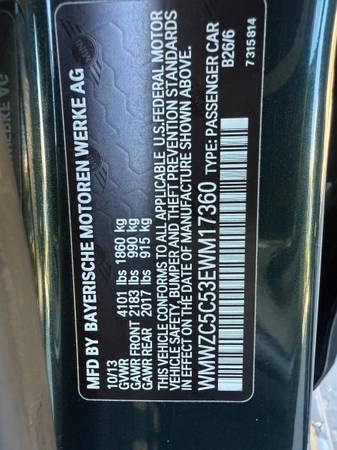 MFD BY BAYERISCHE MOTOREN WERKE AG
10/13
GVWR 4101 lbs 1860 kg
GAWR FRONT 2183 lbs 990 kg
GAWR REAR 2017 lbs 915 kg
THIS VEHICLE CONFORMS TO ALL APPLICABLE U.S. FEDERAL MOTOR
VEHICLE SAFETY, BUMPER AND THEFT PREVENTION STANDARDS
IN EFFECT ON THE DATE OF MANUFACTURE SHOWN ABOVE.
WMWZC5C53EWM17360 TYPE: PASSENGER CAR
B26/6
7 315 814